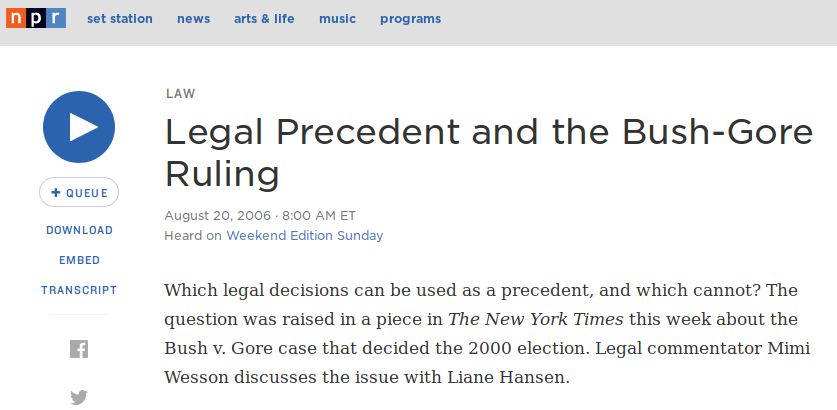 npr set station news arts & life music programs
LAW
Legal Precedent and the Bush-Gore
Ruling
+ QUEUE
August 20, 2006 · 8:00 AM ET
DOWNLOAD
Heard on Weekend Edition Sunday
EMBED
TRANSCRIPT
Which legal decisions can be used as a precedent, and which cannot? The
question was raised in a piece in The New York Times this week about the
Bush v. Gore case that decided the 2000 election. Legal commentator Mimi
Wesson discusses the issue with Liane Hansen.